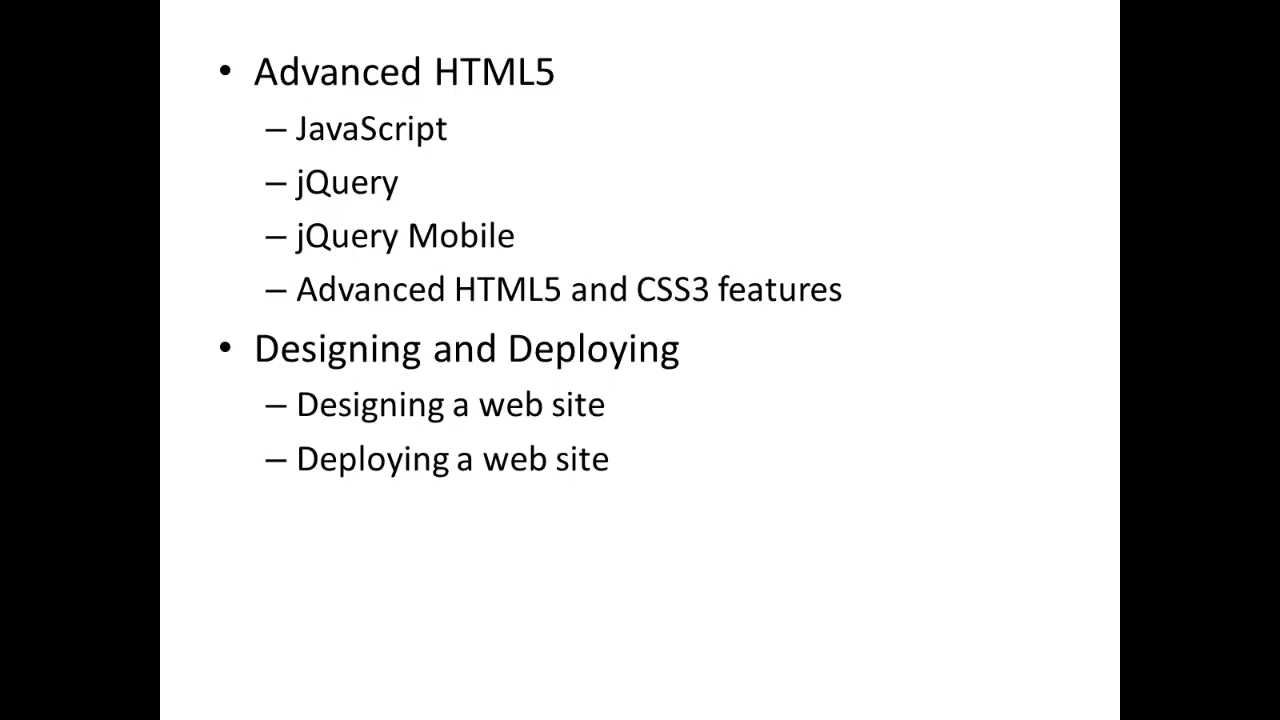 • Advanced HTML5
– JavaScript
– jQuery
– jQuery Mobile
– Advanced HTML5 and CSS3 features
• Designing and Deploying
– Designing a web site
– Deploying a web site